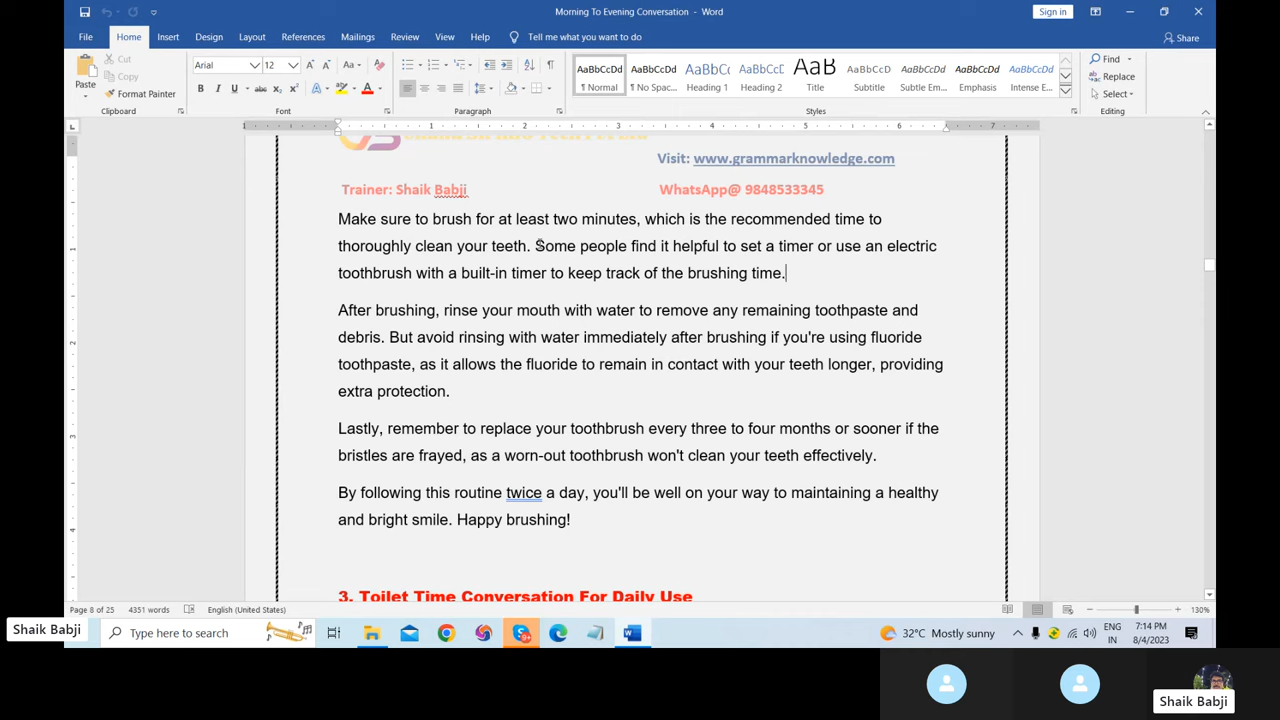 Morning To Evening Conversation - Word
Sign in
File Home Insert Design Layout References Mailings Review View Help Tell me what you want to do
Share
Paste
Cut
Copy
Format Painter
Arial 12
AaBbCcDd AaBbCcDd AaBbC AaBbCcD AaB AaBbCcD AaBbCcDd AaBbCcDd AaBbCcDd
¶ Normal ¶ No Spac... Heading 1 Heading 2 Title Subtitle Subtle Em... Emphasis Intense E...
Find
Replace
Select
Clipboard Font Paragraph Styles Editing
Visit: www.grammarknowledge.com
Trainer: Shaik Babji WhatsApp@ 9848533345
Make sure to brush for at least two minutes, which is the recommended time to
thoroughly clean your teeth. Some people find it helpful to set a timer or use an electric
toothbrush with a built-in timer to keep track of the brushing time.
After brushing, rinse your mouth with water to remove any remaining toothpaste and
debris. But avoid rinsing with water immediately after brushing if you're using fluoride
toothpaste, as it allows the fluoride to remain in contact with your teeth longer, providing
extra protection.
Lastly, remember to replace your toothbrush every three to four months or sooner if the
bristles are frayed, as a worn-out toothbrush won't clean your teeth effectively.
By following this routine twice a day, you'll be well on your way to maintaining a healthy
and bright smile. Happy brushing!
3. Toilet Time Conversation For Daily Use
Page 8 of 25 4351 words English (United States) 130%
Shaik Babji
Type here to search
32°C Mostly sunny
ENG
IN
7:14 PM
8/4/2023
Shaik Babji